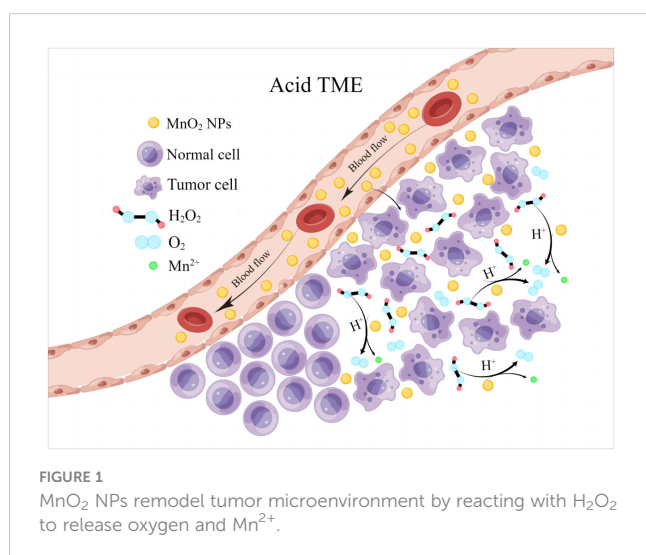 Acid TME
MnO₂ NPs
Normal cell
Tumor cell
H₂O₂
O₂
Mn²⁺
Blood flow
Blood flow
H⁺
H⁺
H⁺
H⁺
FIGURE 1
MnO₂ NPs remodel tumor microenvironment by reacting with H₂O₂
to release oxygen and Mn²⁺.